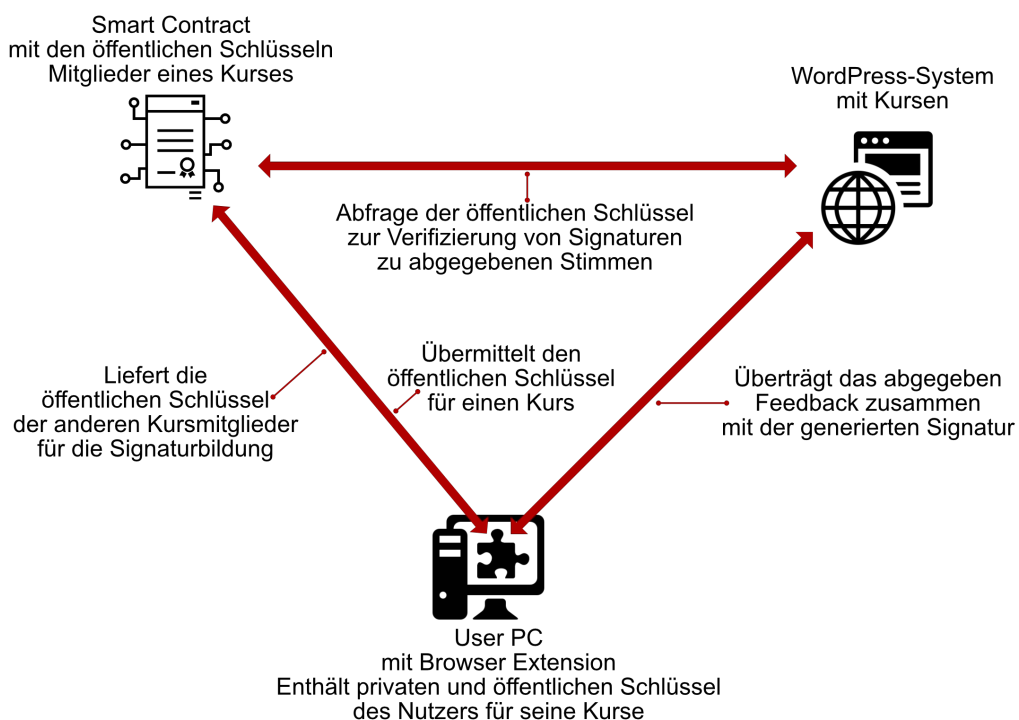 Smart Contract
mit den öffentlichen Schlüsseln
Mitglieder eines Kurses
WordPress-System
mit Kursen
Abfrage der öffentlichen Schlüssel
zur Verifizierung von Signaturen
zu abgegebenen Stimmen
Übermittelt den
öffentlichen Schlüssel
für einen Kurs
Liefert die
öffentlichen Schlüssel
der anderen Kursmitglieder
für die Signaturbildung
Überträgt das abgegeben
Feedback zusammen
mit der generierten Signatur
User PC
mit Browser Extension
Enthält privaten und öffentlichen Schlüssel
des Nutzers für seine Kurse